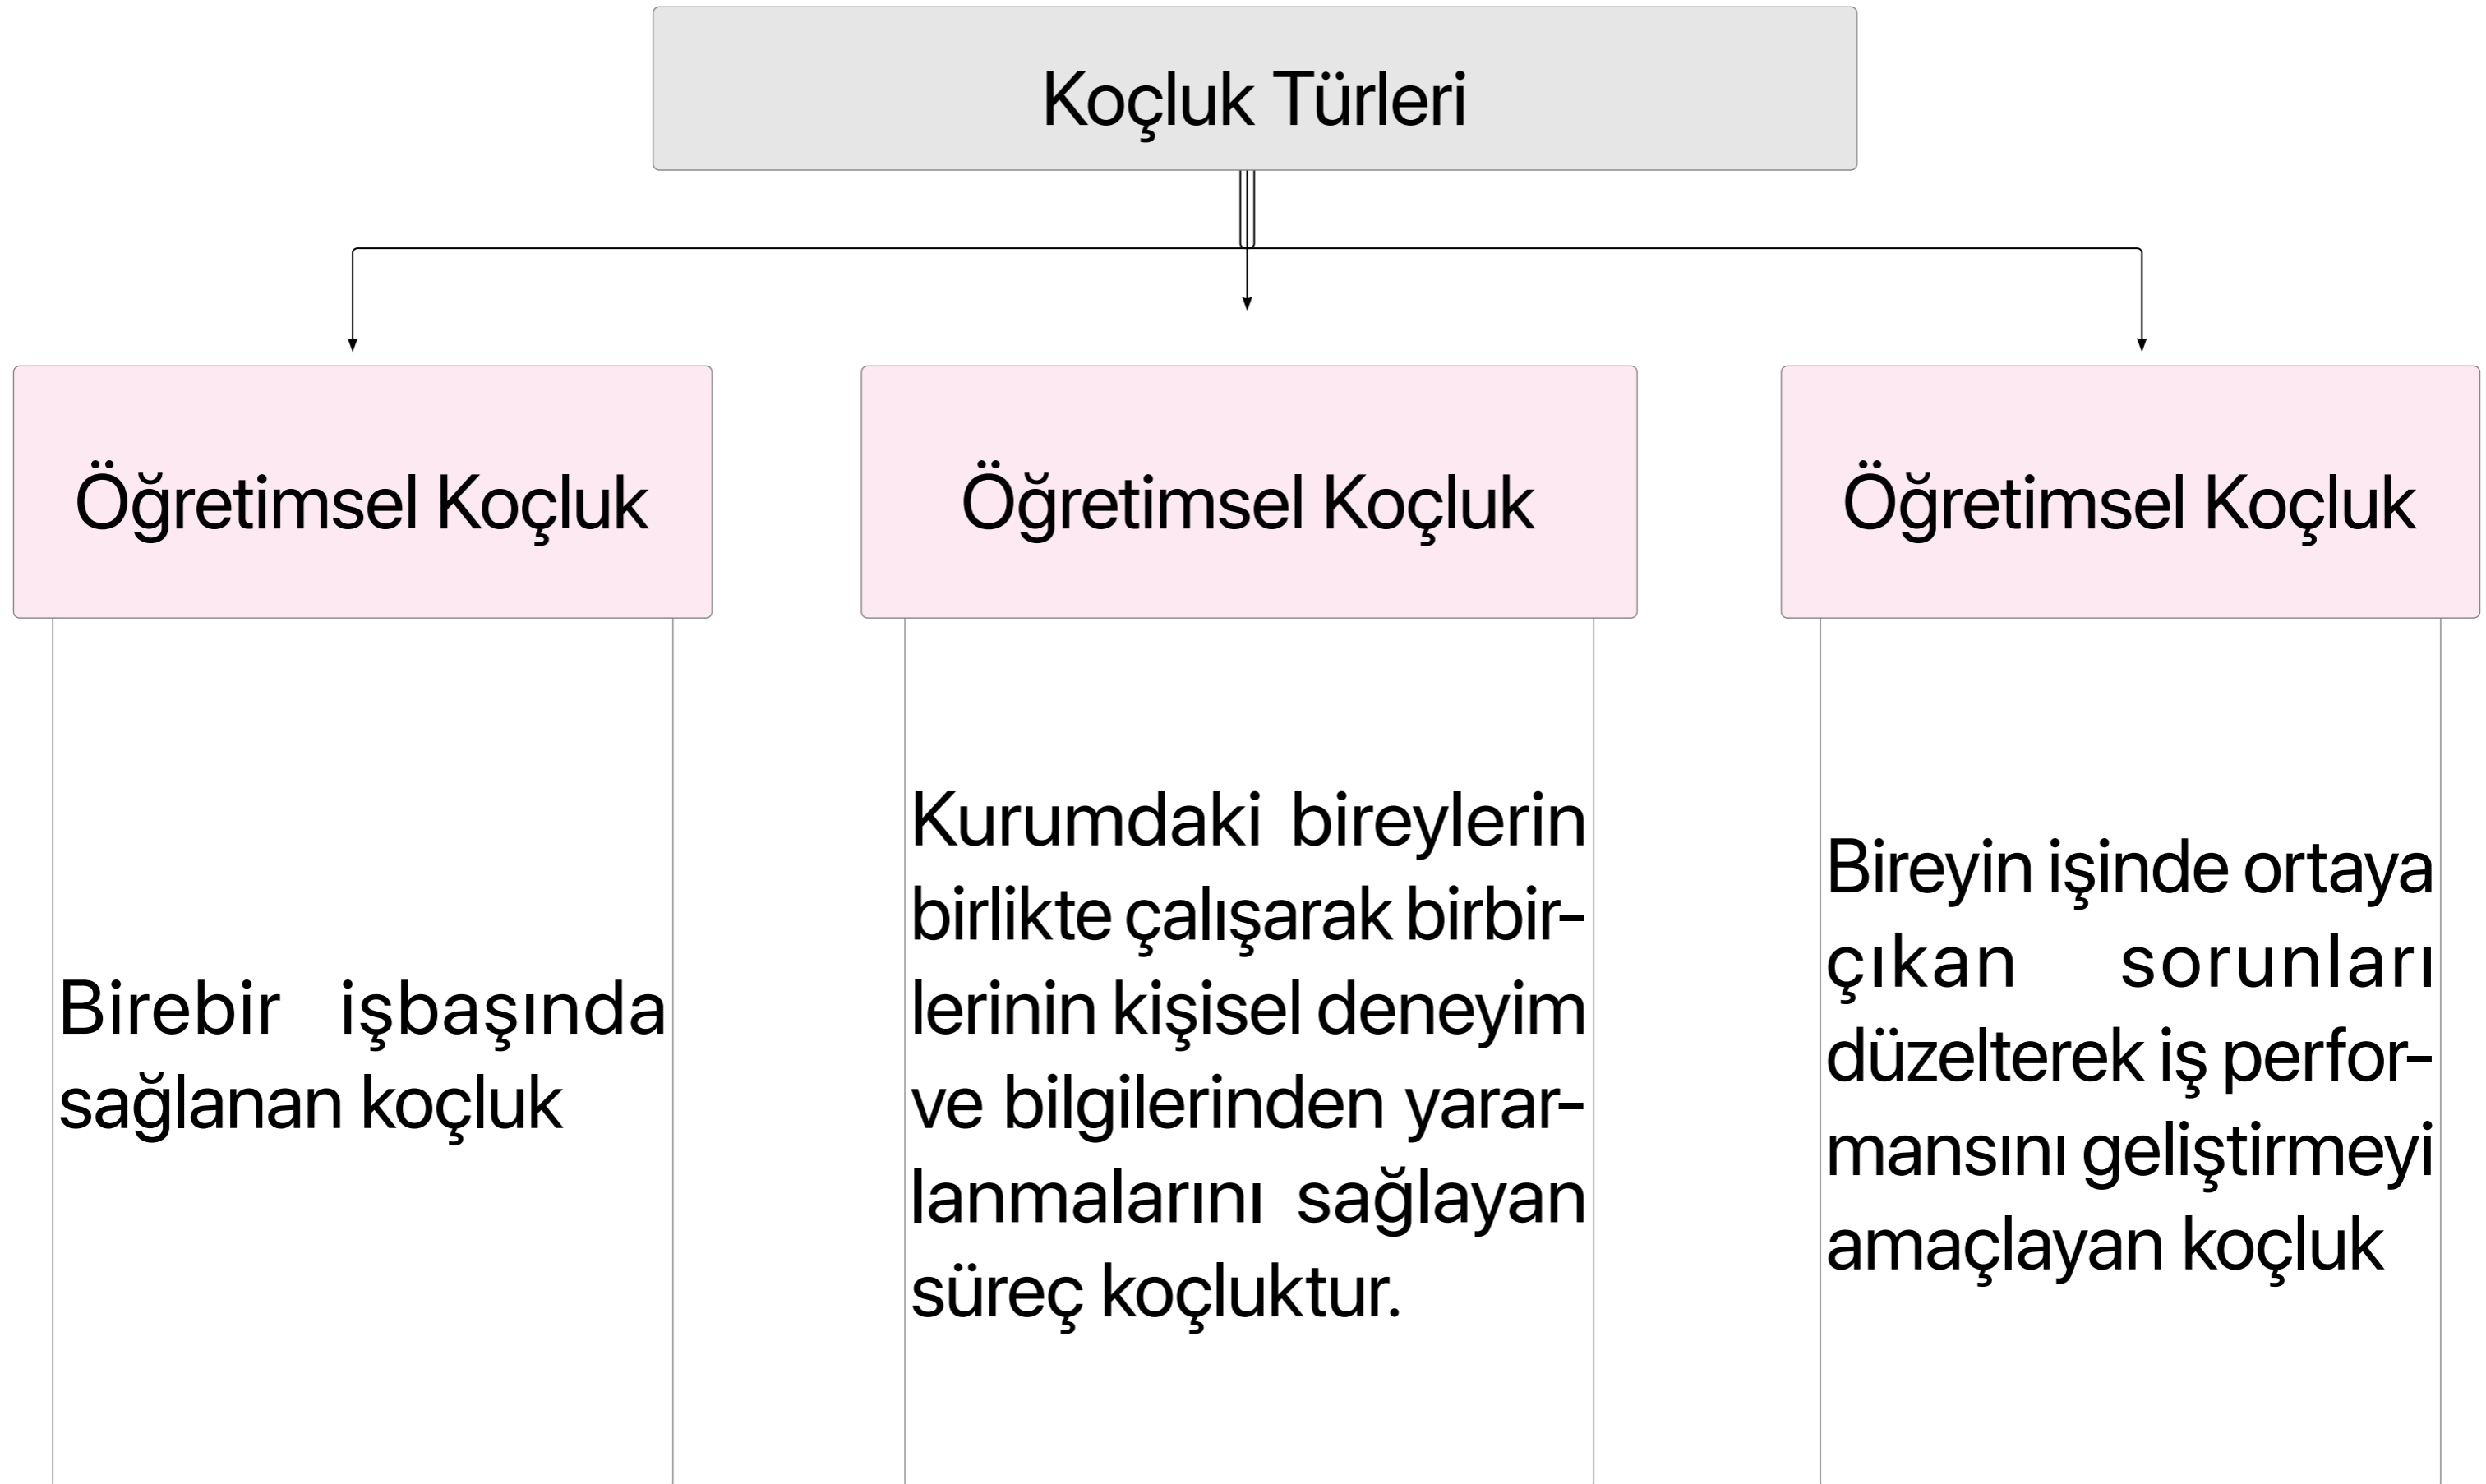 Koçluk Türleri
Öğretimsel Koçluk
Birebir işbaşında
sağlanan koçluk
Öğretimsel Koçluk
Kurumdaki bireylerin
birlikte çalışarak birbir-
lerinin kişisel deneyim
ve bilgilerinden yarar-
lanmalarını sağlayan
süreç koçluktur.
Öğretimsel Koçluk
Bireyin işinde ortaya
çıkan sorunları
düzelterek iş perfor-
mansını geliştirmeyi
amaçlayan koçluk